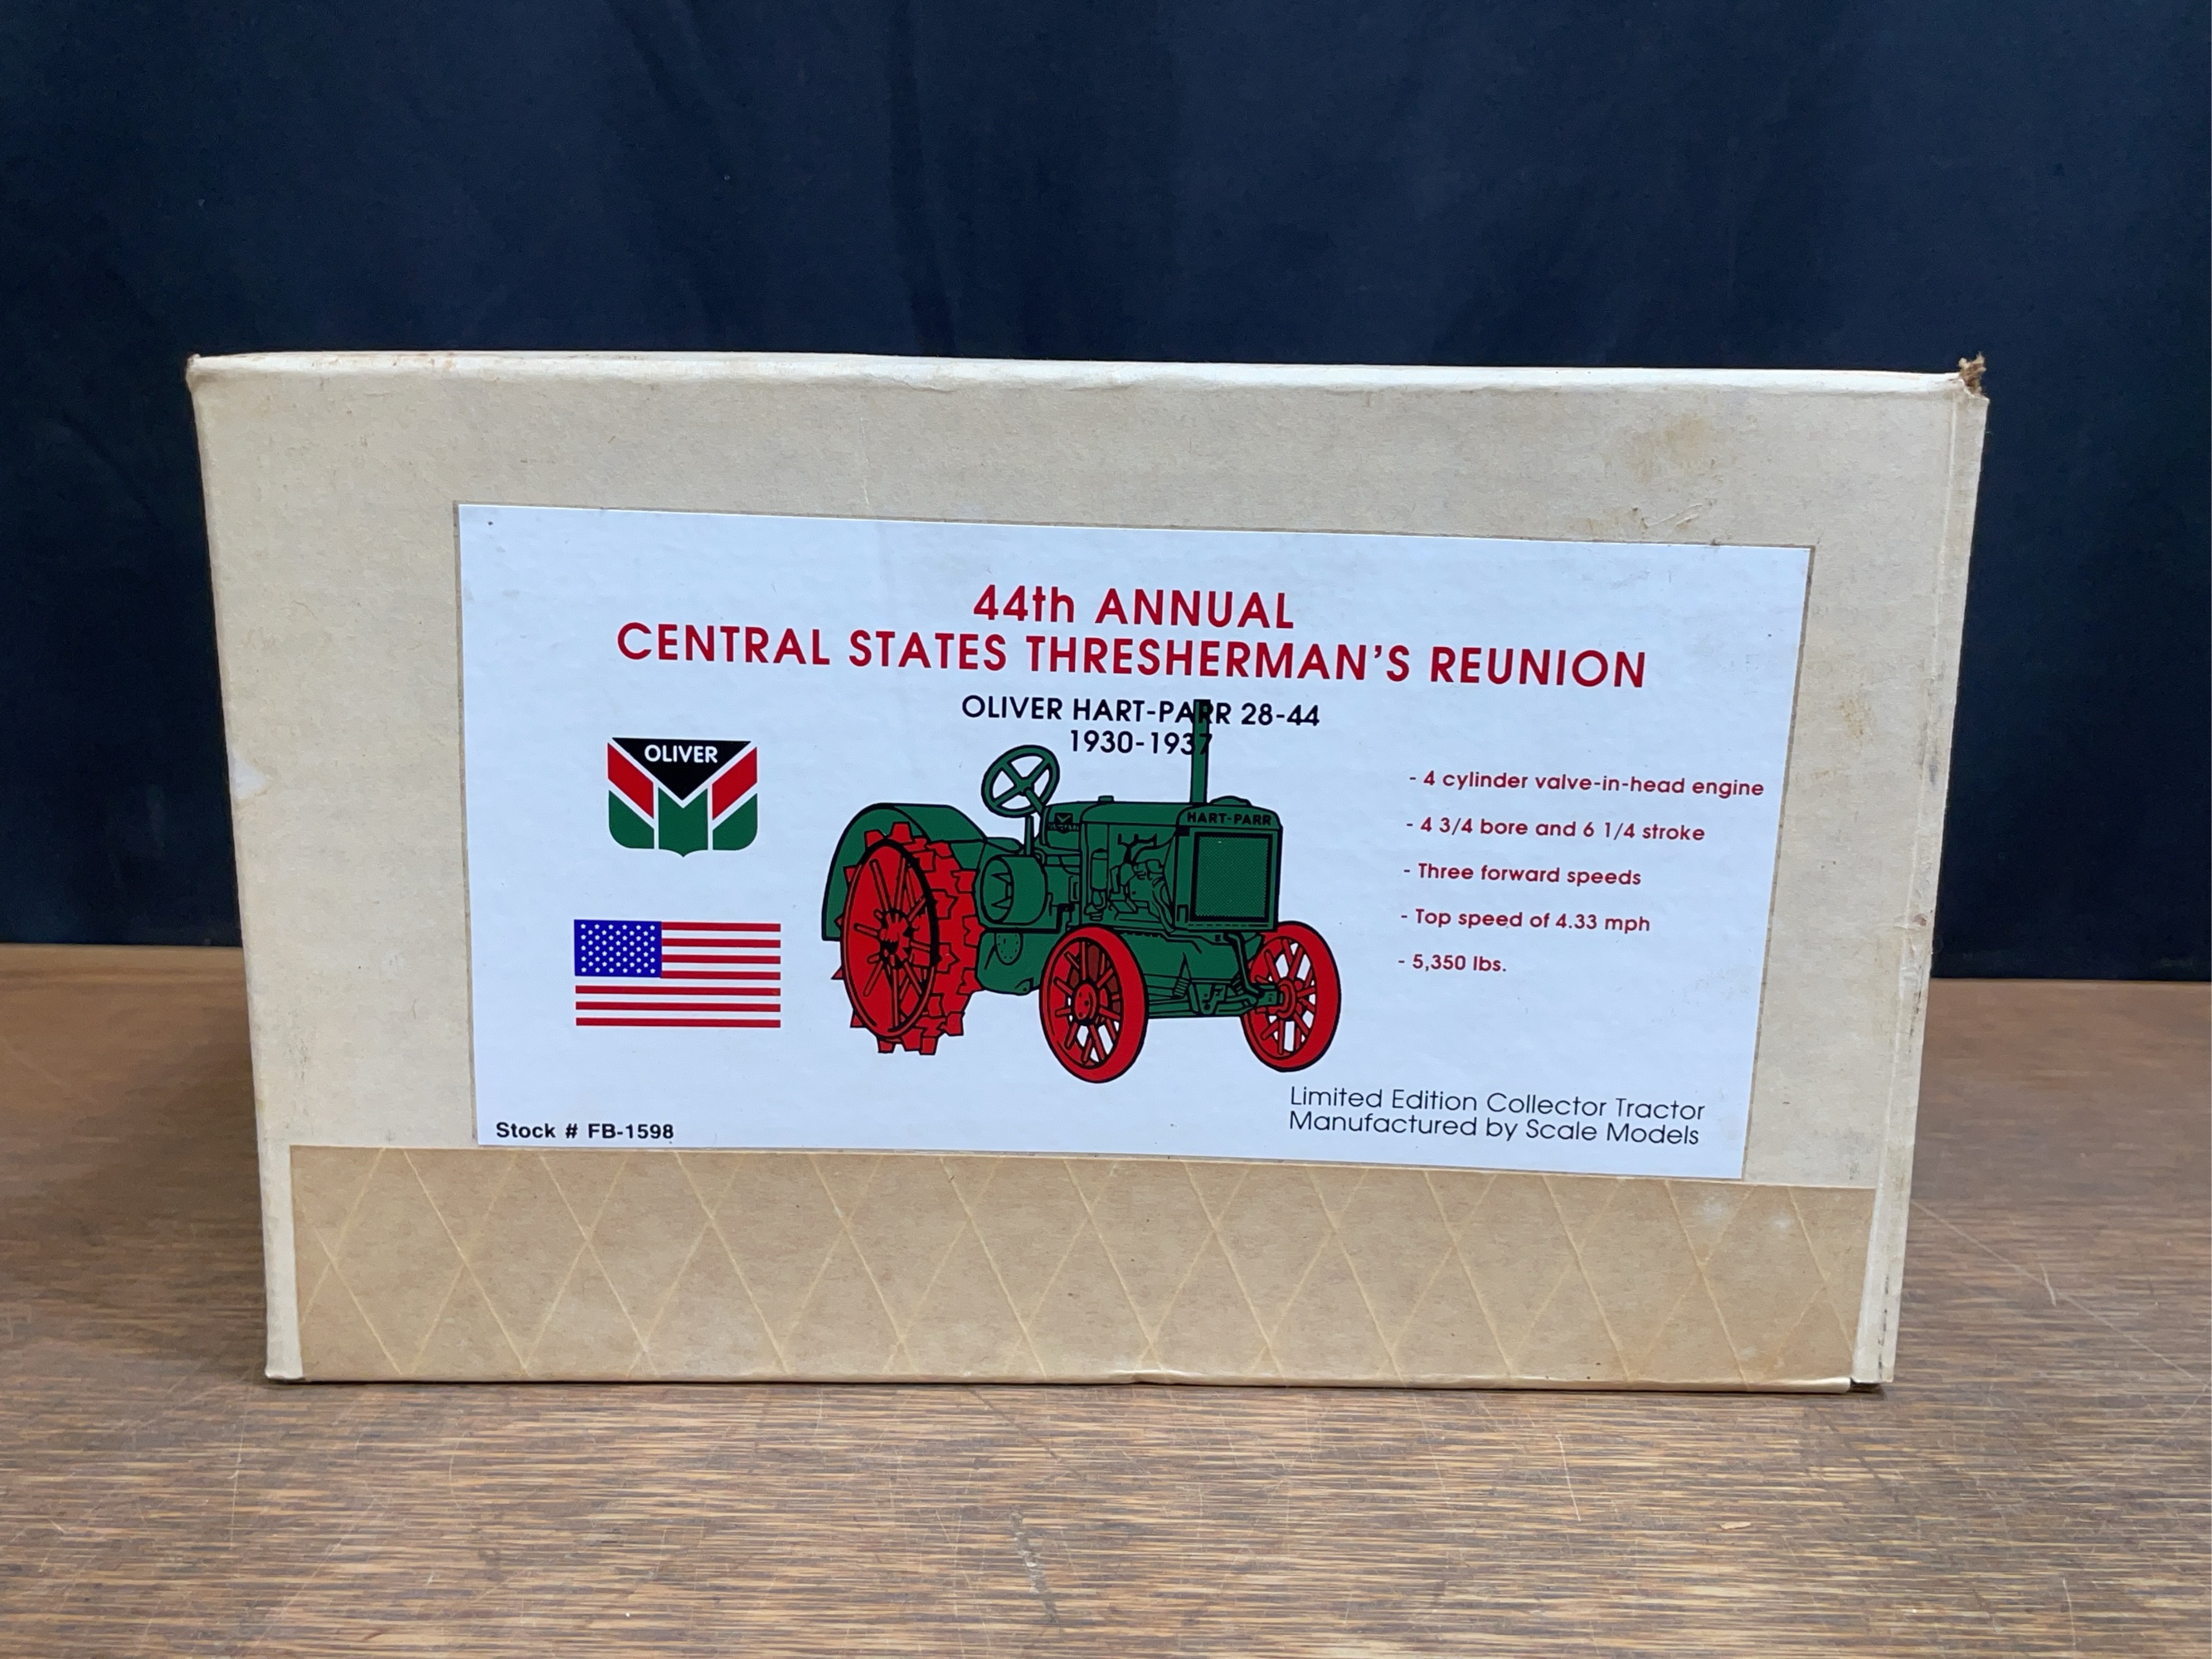 44th ANNUAL
CENTRAL STATES THRESHERMAN'S REUNION
OLIVER HART-PARR 28-44
1930-1937
OLIVER
HART-PARR
- 4 cylinder valve-in-head engine
- 4 3/4 bore and 6 1/4 stroke
- Three forward speeds
- Top speed of 4.33 mph
- 5,350 lbs.
Limited Edition Collector Tractor
Manufactured by Scale Models
Stock # FB-1598